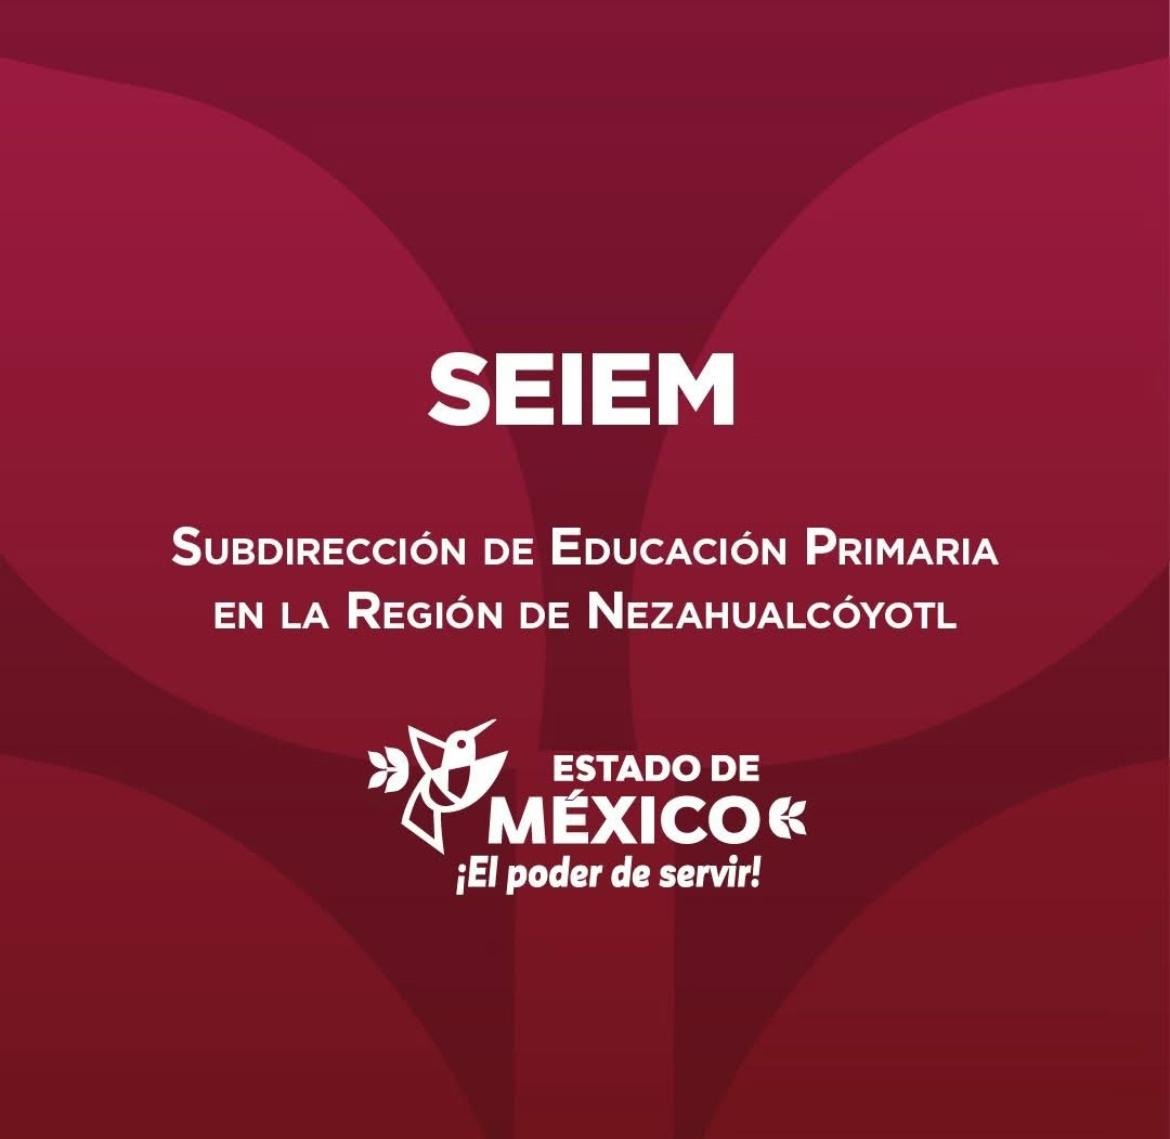 SEIEM
Subdirección de Educación Primaria
en la Región de Nezahualcóyotl
ESTADO DE
MÉXICO
¡El poder de servir!